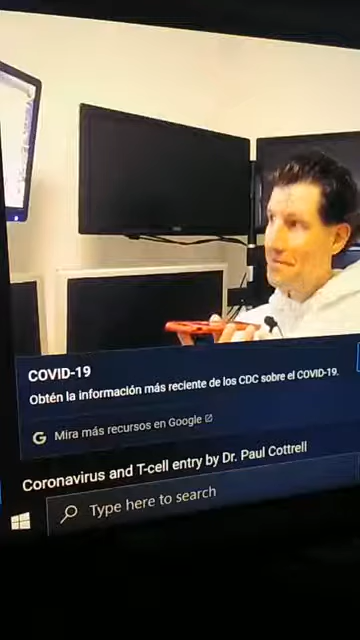 COVID-19
Obtén la información más reciente de los CDC sobre el COVID-19.
G Mira más recursos en Google
Coronavirus and T-cell entry by Dr. Paul Cottrell
Type here to search